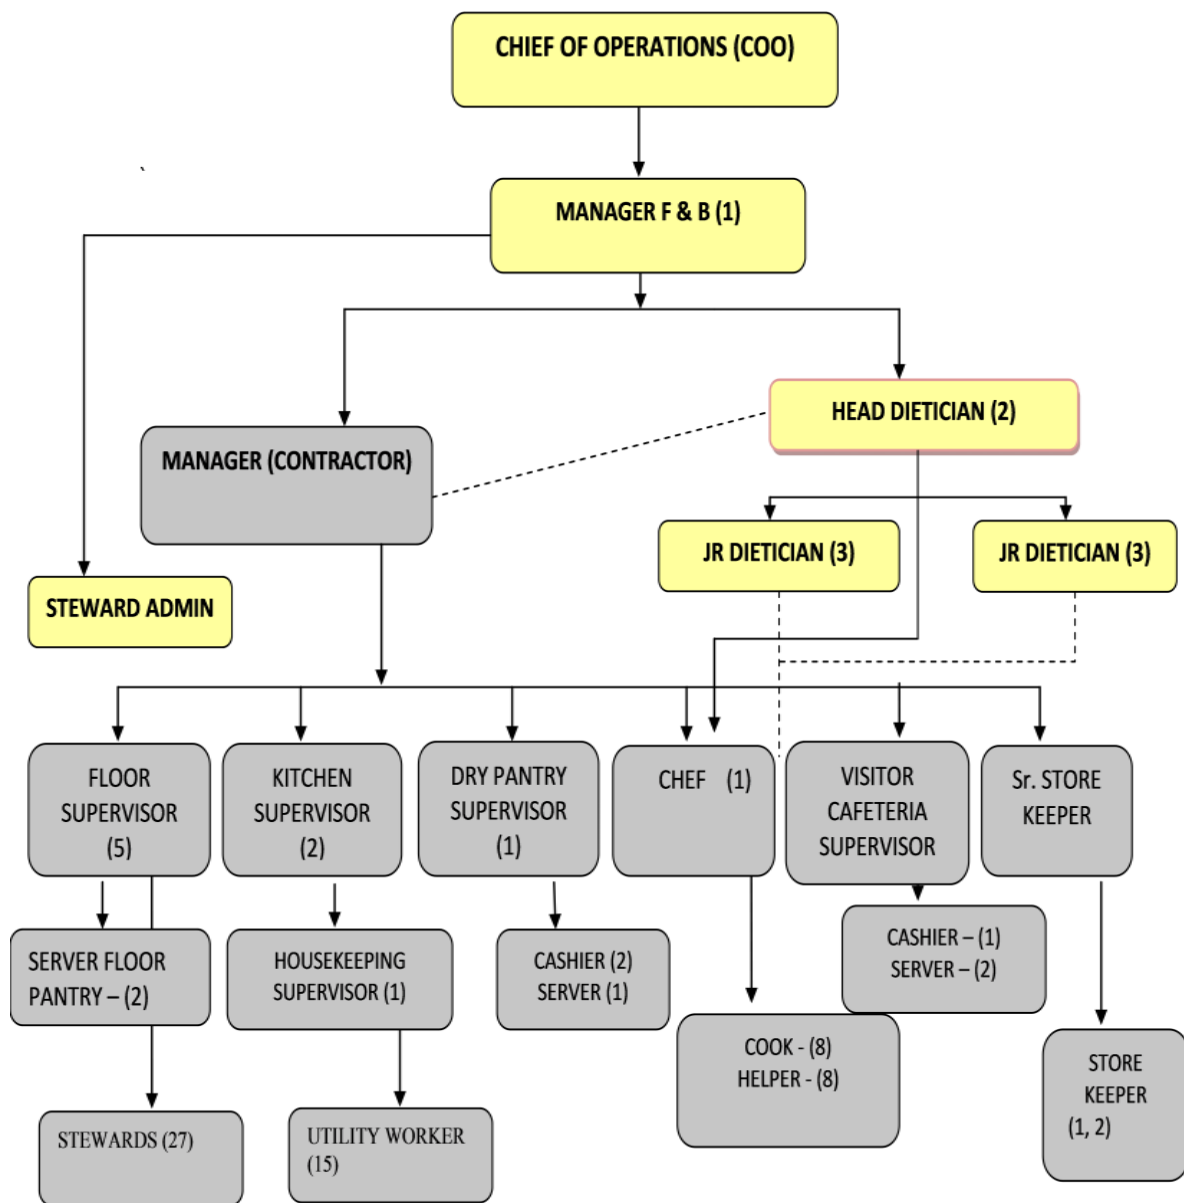 CHIEF OF OPERATIONS (COO)
`
MANAGER F & B (1)
HEAD DIETICIAN (2)
MANAGER (CONTRACTOR)
JR DIETICIAN (3)
JR DIETICIAN (3)
STEWARD ADMIN
FLOOR
SUPERVISOR
(5)
KITCHEN
SUPERVISOR
(2)
DRY PANTRY
SUPERVISOR
(1)
CHEF (1)
VISITOR
CAFETERIA
SUPERVISOR
Sr. STORE
KEEPER
SERVER FLOOR
PANTRY – (2)
HOUSEKEEPING
SUPERVISOR (1)
CASHIER (2)
SERVER (1)
CASHIER – (1)
SERVER – (2)
COOK - (8)
HELPER - (8)
STORE
KEEPER
(1, 2)
STEWARDS (27)
UTILITY WORKER
(15)